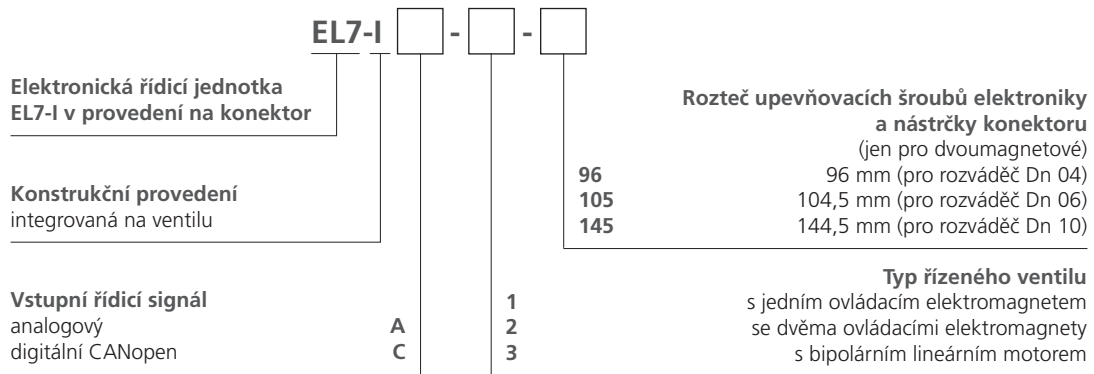 EL7-I - -
Elektronická řídicí jednotka
EL7-I v provedení na konektor
Konstrukční provedení
integrovaná na ventilu
Vstupní řídicí signál
analogový A
digitální CANopen C
Rozteč upevňovacích šroubů elektroniky
a nástrčky konektoru
(jen pro dvoumagnetové)
96 96 mm (pro rozváděč Dn 04)
105 104,5 mm (pro rozváděč Dn 06)
145 144,5 mm (pro rozváděč Dn 10)
Typ řízeného ventilu
1 s jedním ovládacím elektromagnetem
2 se dvěma ovládacími elektromagnety
3 s bipolárním lineárním motorem